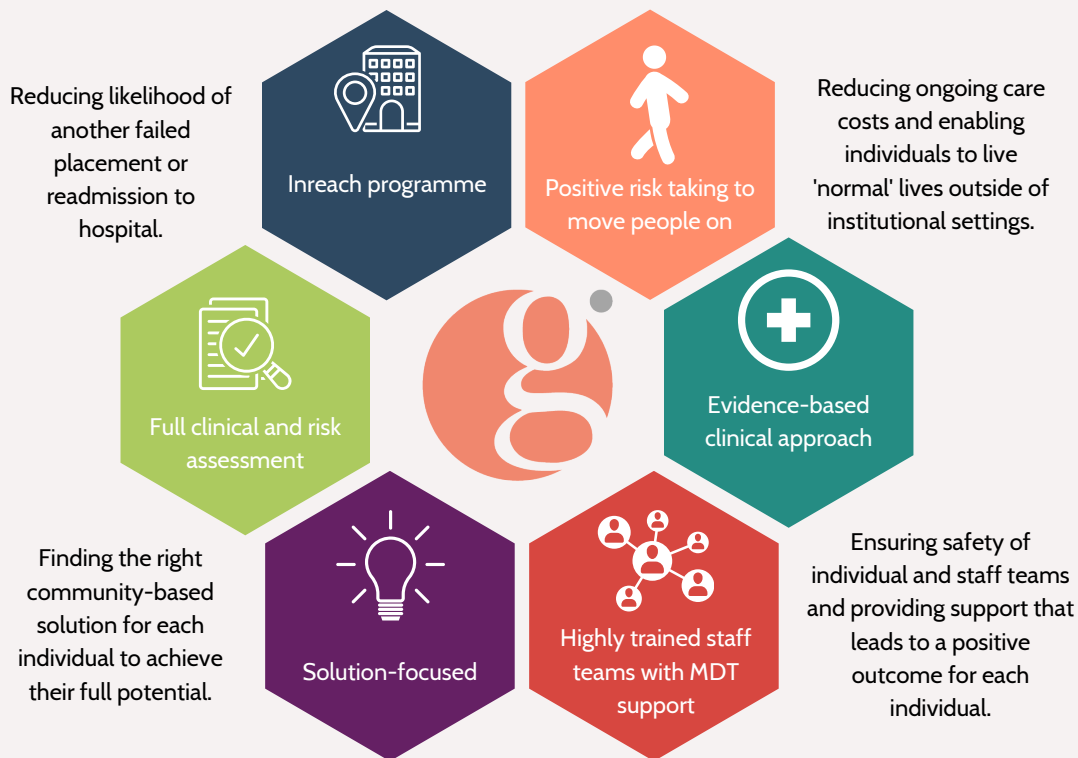 Reducing likelihood of
another failed
placement or
readmission to
hospital.
Inreach programme
Positive risk taking to
move people on
Reducing ongoing care
costs and enabling
individuals to live
'normal' lives outside of
institutional settings.
Full clinical and risk
assessment
g
Evidence-based
clinical approach
Finding the right
community-based
solution for each
individual to achieve
their full potential.
Solution-focused
Highly trained staff
teams with MDT
support
Ensuring safety of
individual and staff teams
and providing support that
leads to a positive
outcome for each
individual.